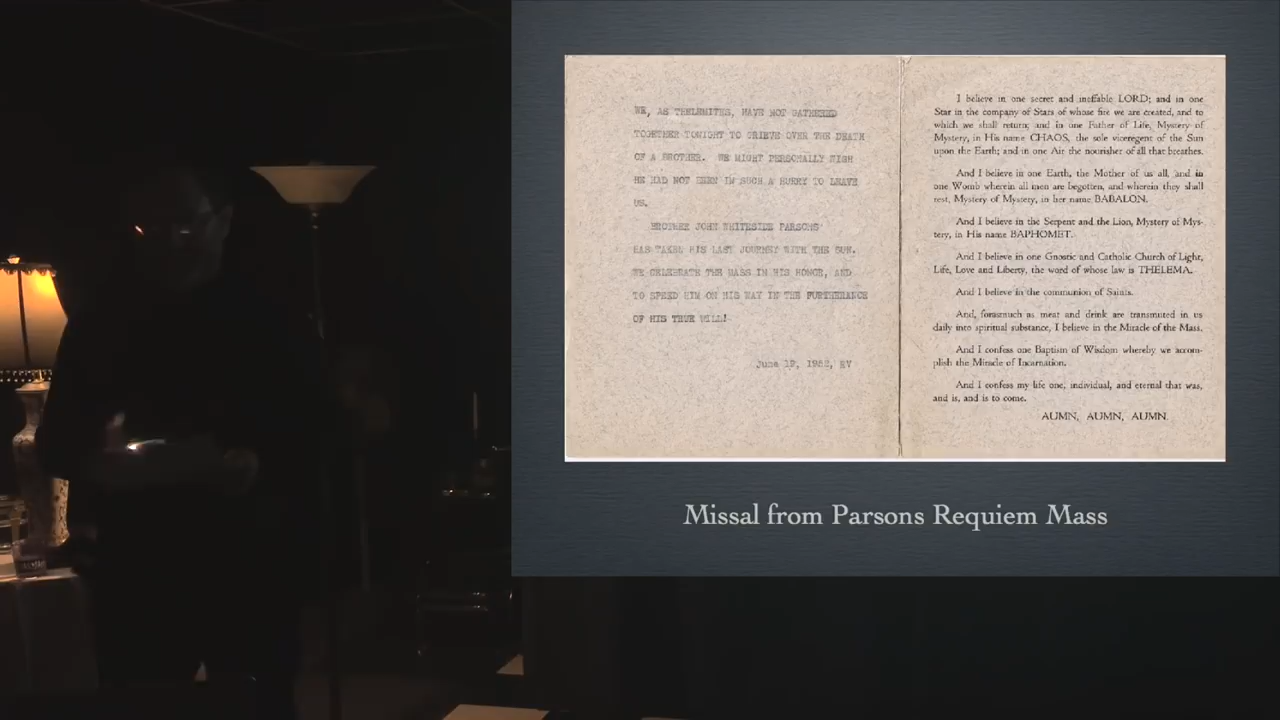 WE, AS THELEMITES, HAVE NOT GATHERED
TOGETHER TONIGHT TO GRIEVE OVER THE DEATH
OF A BROTHER. WE MIGHT PERSONALLY WISH
HE HAD NOT BEEN IN SUCH A HURRY TO LEAVE
US.
BROTHER JOHN WHITESIDE PARSONS
HAS TAKEN HIS LAST JOURNEY WITH THE SUN.
WE CELEBRATE THE MASS IN HIS HONOR, AND
TO SPEED HIM ON HIS WAY IN THE FURTHERANCE
OF HIS TRUE WILL!
June 19, 1952, EV
I believe in one secret and ineffable LORD; and in one
Star in the company of Stars of whose fire we are created, and to
which we shall return; and in one Father of Life, Mystery of
Mystery, in His name CHAOS, the sole viceregent of the Sun
upon the Earth; and in one Air the nourisher of all that breathes.
And I believe in one Earth, the Mother of us all, and in
one Womb wherein all men are begotten, and wherein they shall
rest, Mystery of Mystery, in her name BABALON.
And I believe in the Serpent and the Lion, Mystery of Mys-
tery, in His name BAPHOMET.
And I believe in one Gnostic and Catholic Church of Light,
Life, Love and Liberty, the word of whose law is THELEMA.
And I believe in the communion of Saints.
And, forasmuch as meat and drink are transmuted in us
daily into spiritual substance, I believe in the Miracle of the Mass.
And I confess one Baptism of Wisdom whereby we accom-
plish the Miracle of Incarnation.
And I confess my life one, individual, and eternal that was,
and is, and is to come.
AUMN, AUMN, AUMN.
Missal from Parsons Requiem Mass